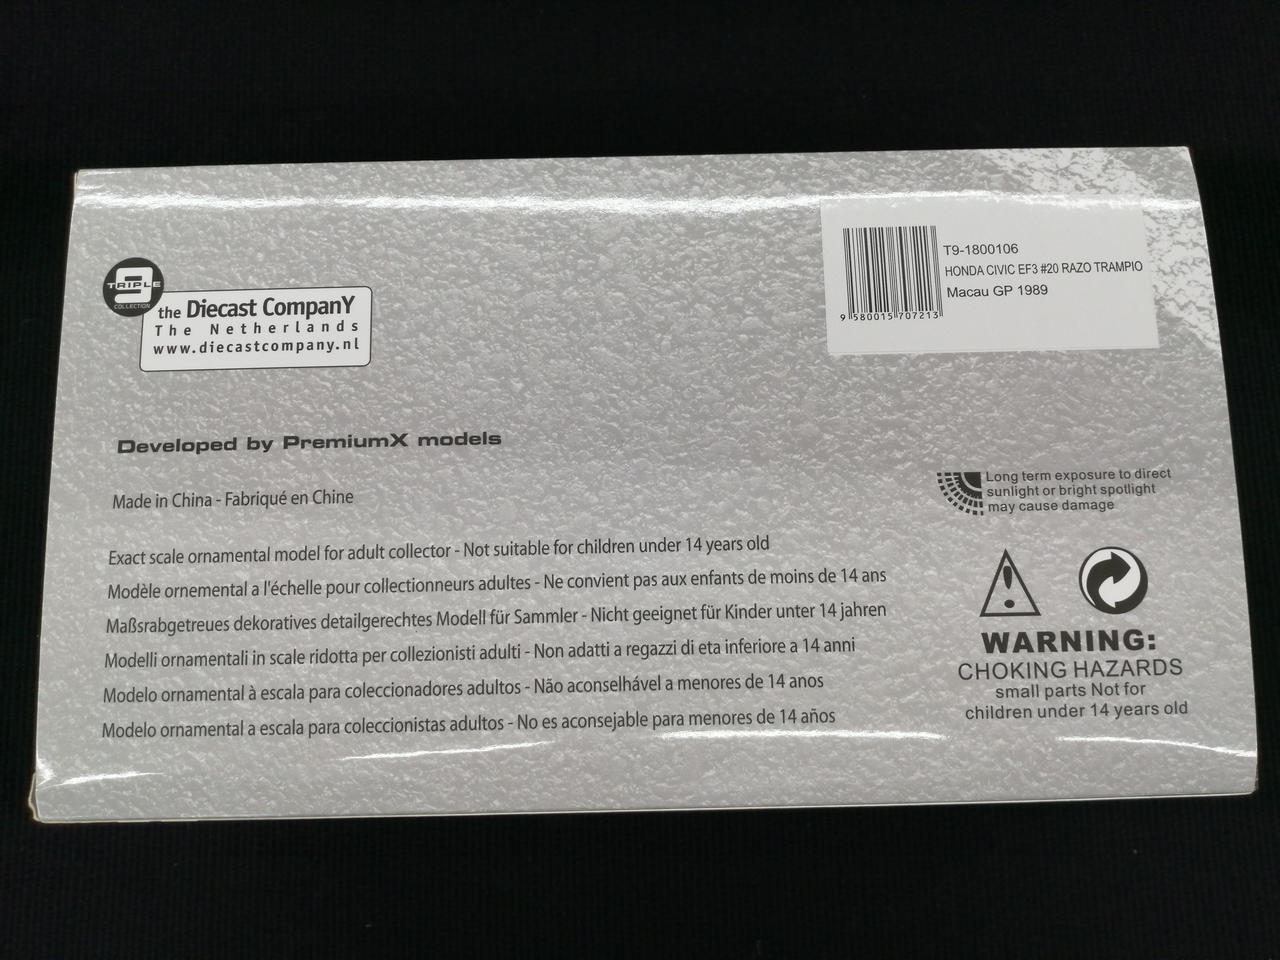 TRIPLE
9
COLLECTION
the Diecast CompanY
The Netherlands
www.diecastcompany.nl
T9-1800106
HONDA CIVIC EF3 #20 RAZO TRAMPIO
Macau GP 1989
9 580015 707213
Developed by PremiumX models
Made in China - Fabriqué en Chine
Long term exposure to direct
sunlight or bright spotlight
may cause damage
Exact scale ornamental model for adult collector - Not suitable for children under 14 years old
Modèle ornemental a l'échelle pour collectionneurs adultes - Ne convient pas aux enfants de moins de 14 ans
Maßsrabgetreues dekoratives detailgerechtes Modell für Sammler - Nicht geeignet für Kinder unter 14 jahren
Modelli ornamentali in scale ridotta per collezionisti adulti - Non adatti a regazzi di eta inferiore a 14 anni
Modelo ornamental à escala para coleccionadores adultos - Não aconselhável a menores de 14 anos
Modelo ornamental a escala para coleccionistas adultos - No es aconsejable para menores de 14 años
WARNING:
CHOKING HAZARDS
small parts Not for
children under 14 years old